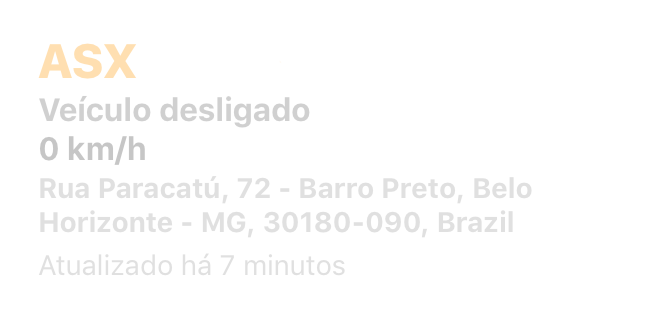 ASX
Veículo desligado
0 km/h
Rua Paracatú, 72 - Barro Preto, Belo
Horizonte - MG, 30180-090, Brazil
Atualizado há 7 minutos